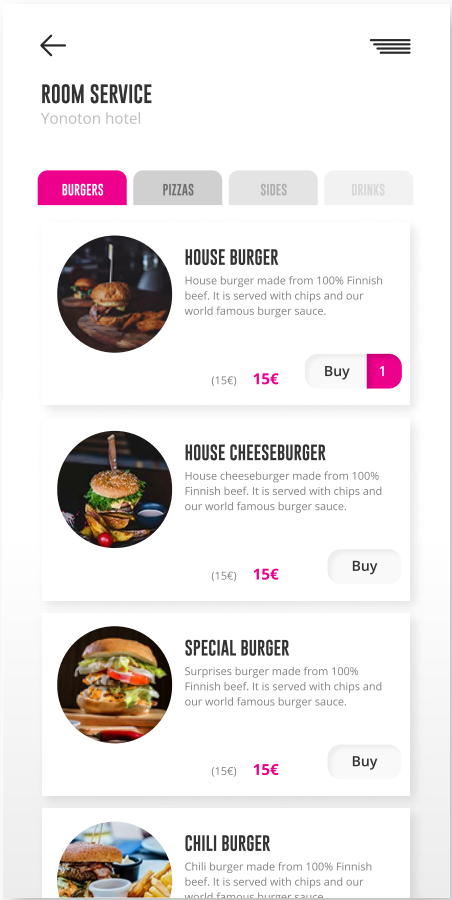 ROOM SERVICE
Yonoton hotel
BURGERS PIZZAS SIDES DRINKS
HOUSE BURGER
House burger made from 100% Finnish
beef. It is served with chips and our
world famous burger sauce.
(15€) 15€ Buy 1
HOUSE CHEESEBURGER
House cheeseburger made from 100%
Finnish beef. It is served with chips and
our world famous burger sauce.
(15€) 15€ Buy
SPECIAL BURGER
Surprises burger made from 100%
Finnish beef. It is served with chips and
our world famous burger sauce.
(15€) 15€ Buy
CHILI BURGER
Chili burger made from 100% Finnish
beef. It is served with chips and our
world famous burger sauce.